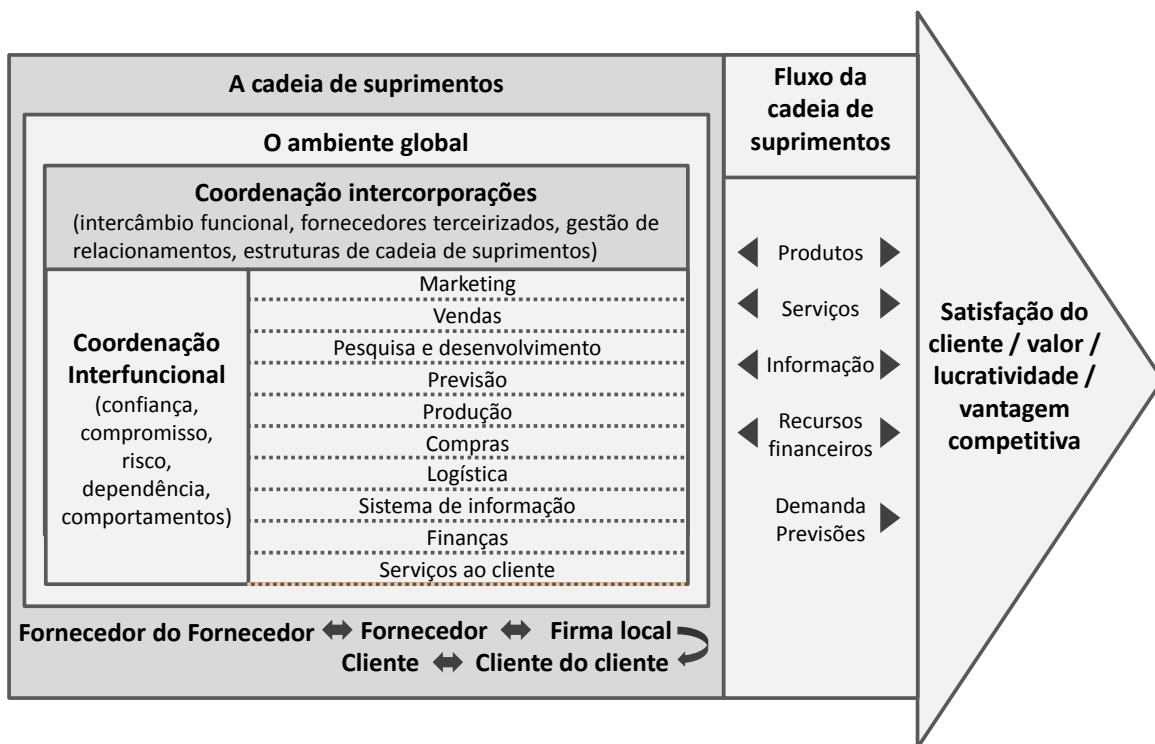 A cadeia de suprimentos
O ambiente global
Coordenação intercorporações
(intercâmbio funcional, fornecedores terceirizados, gestão de
relacionamentos, estruturas de cadeia de suprimentos)
Coordenação
Interfuncional
(confiança,
compromisso,
risco,
dependência,
comportamentos)
Marketing
Vendas
Pesquisa e desenvolvimento
Previsão
Produção
Compras
Logística
Sistema de informação
Finanças
Serviços ao cliente
Fornecedor do Fornecedor Fornecedor Firma local
Cliente Cliente do cliente
Fluxo da
cadeia de
suprimentos
Produtos
Serviços
Informação
Recursos
financeiros
Demanda
Previsões
Satisfação do
cliente / valor /
lucratividade /
vantagem
competitiva